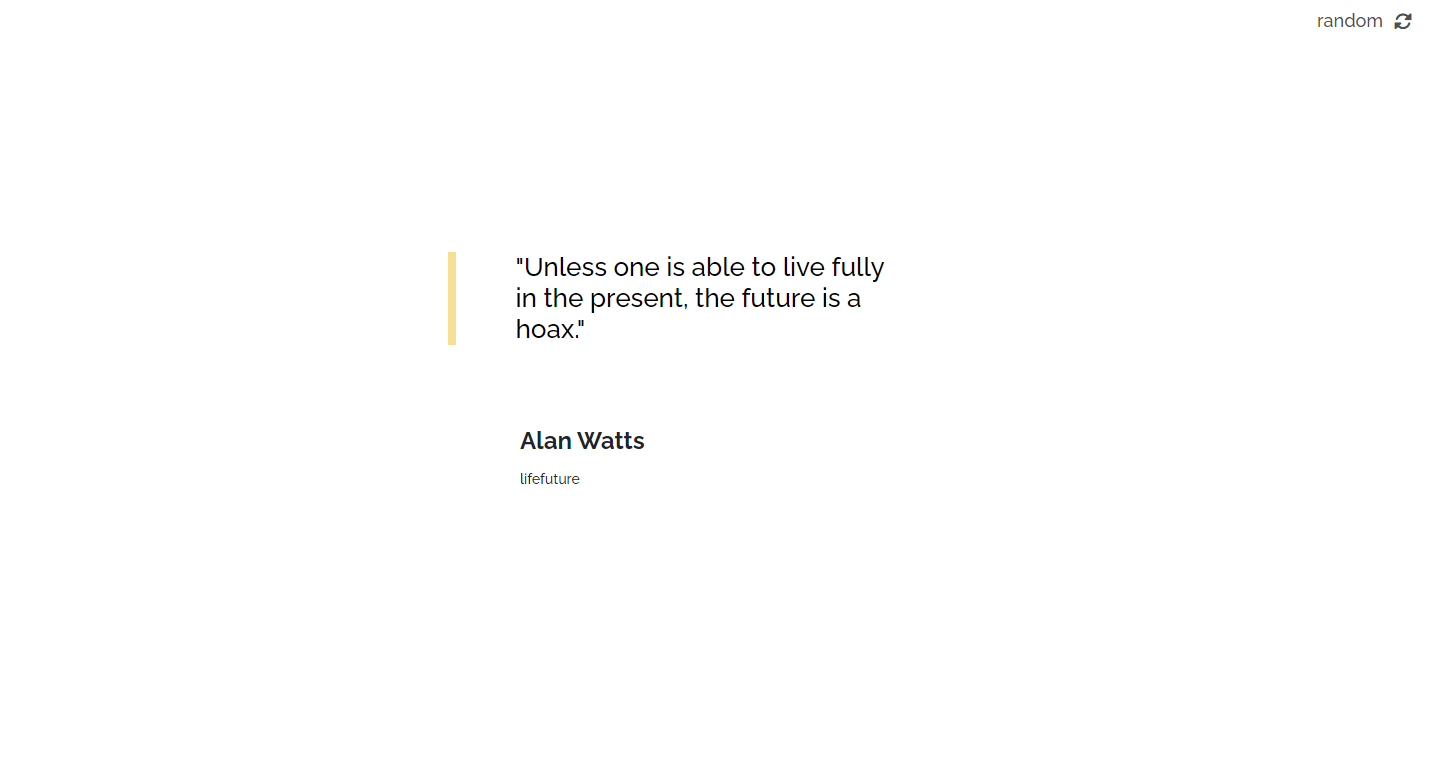 random
"Unless one is able to live fully
in the present, the future is a
hoax."
Alan Watts
lifefuture